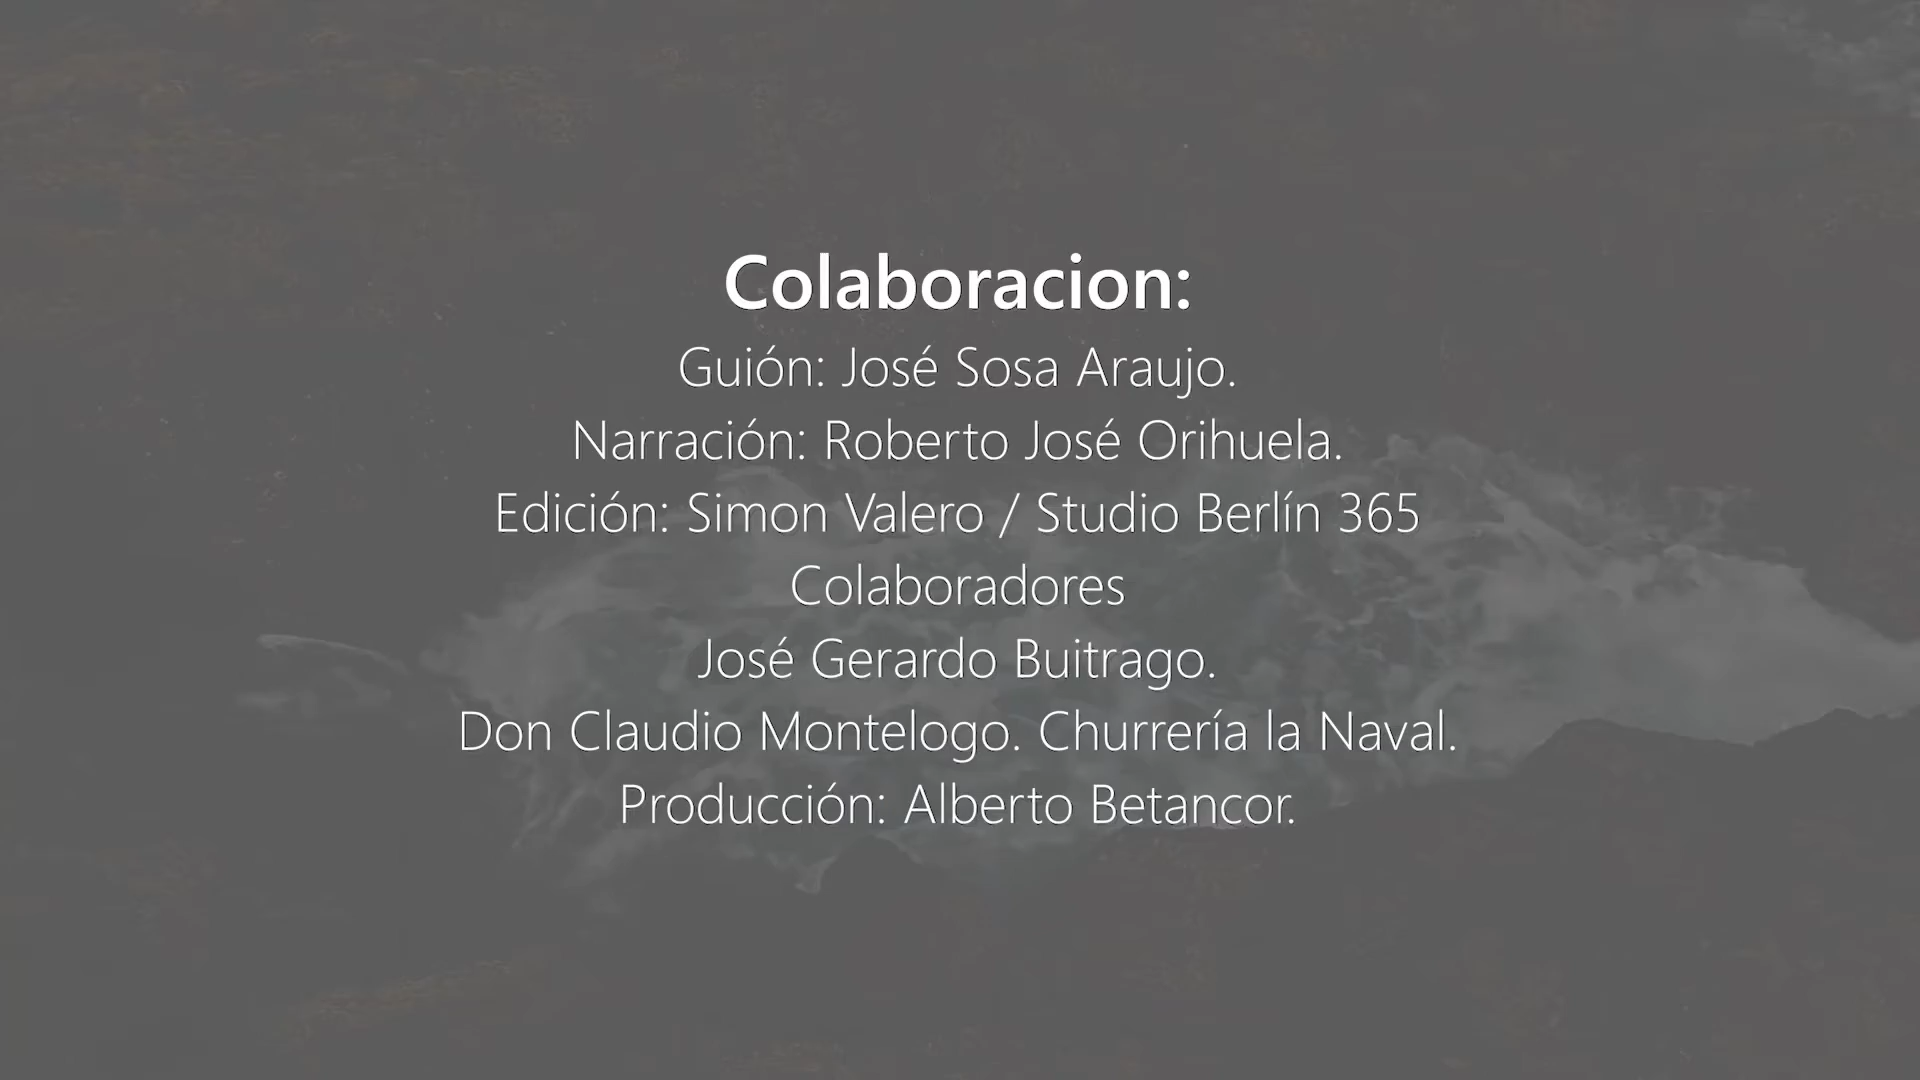 Colaboracion:
Guión: José Sosa Araujo.
Narración: Roberto José Orihuela.
Edición: Simon Valero / Studio Berlín 365
Colaboradores
José Gerardo Buitrago.
Don Claudio Montelogo. Churrería la Naval.
Producción: Alberto Betancor.